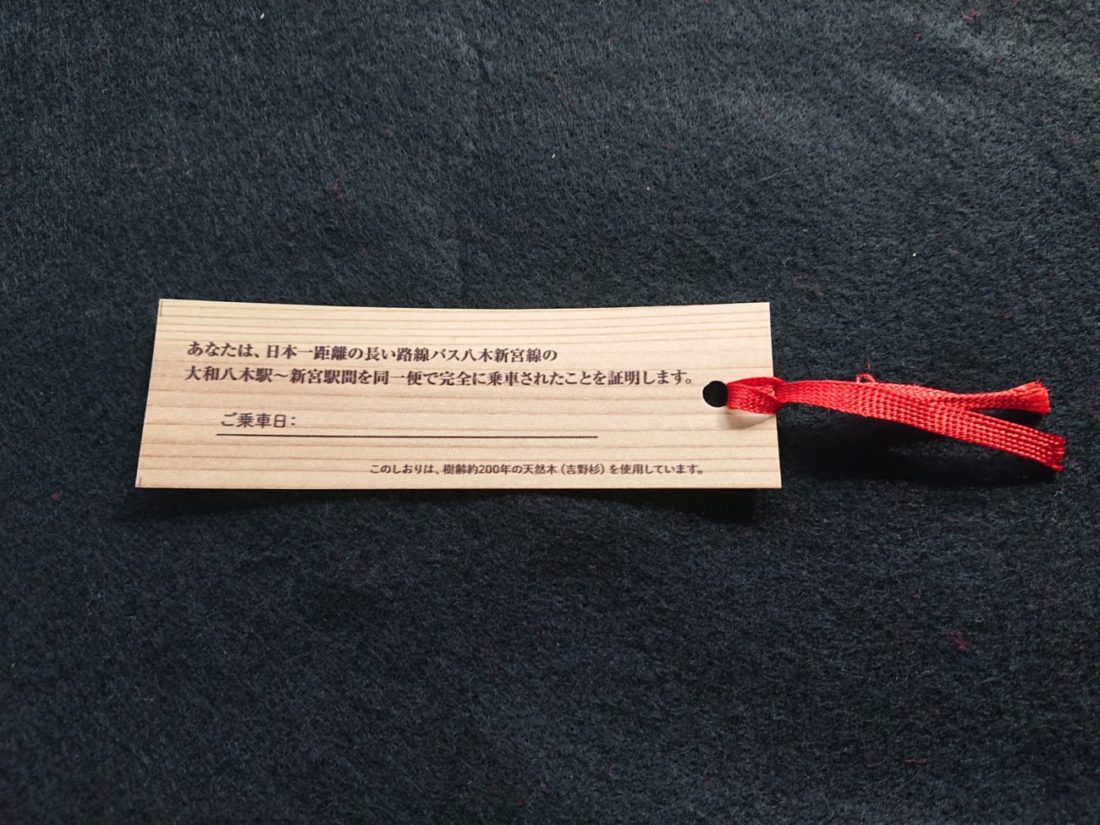 あなたは、日本一距離の長い路線バス八木新宮線の
大和八木駅～新宮駅間を同一便で完全に乗車されたことを証明します。
ご乗車日：
このしおりは、樹齢約200年の天然木（吉野杉）を使用しています。